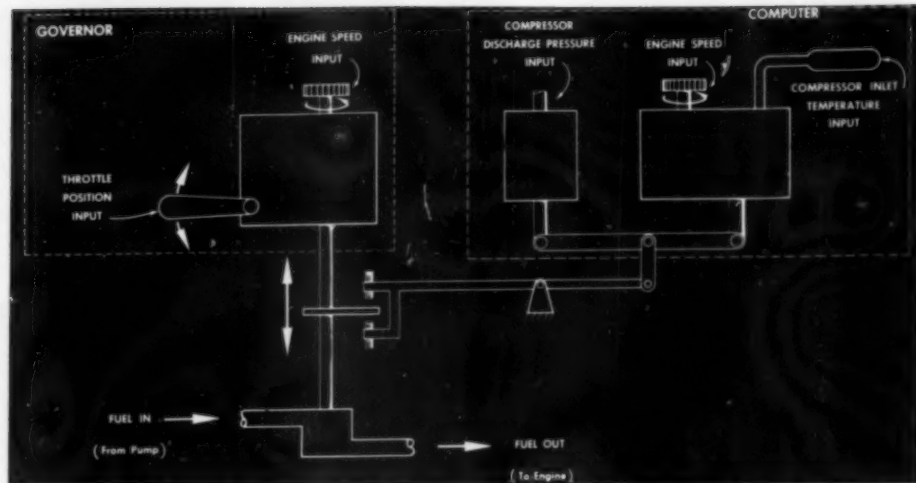 GOVERNOR
ENGINE SPEED
INPUT
THROTTLE
POSITION
INPUT
COMPUTER
COMPRESSOR
DISCHARGE PRESSURE
INPUT
ENGINE SPEED
INPUT
COMPRESSOR INLET
TEMPERATURE
INPUT
FUEL IN
(From Pump)
FUEL OUT
(To Engine)